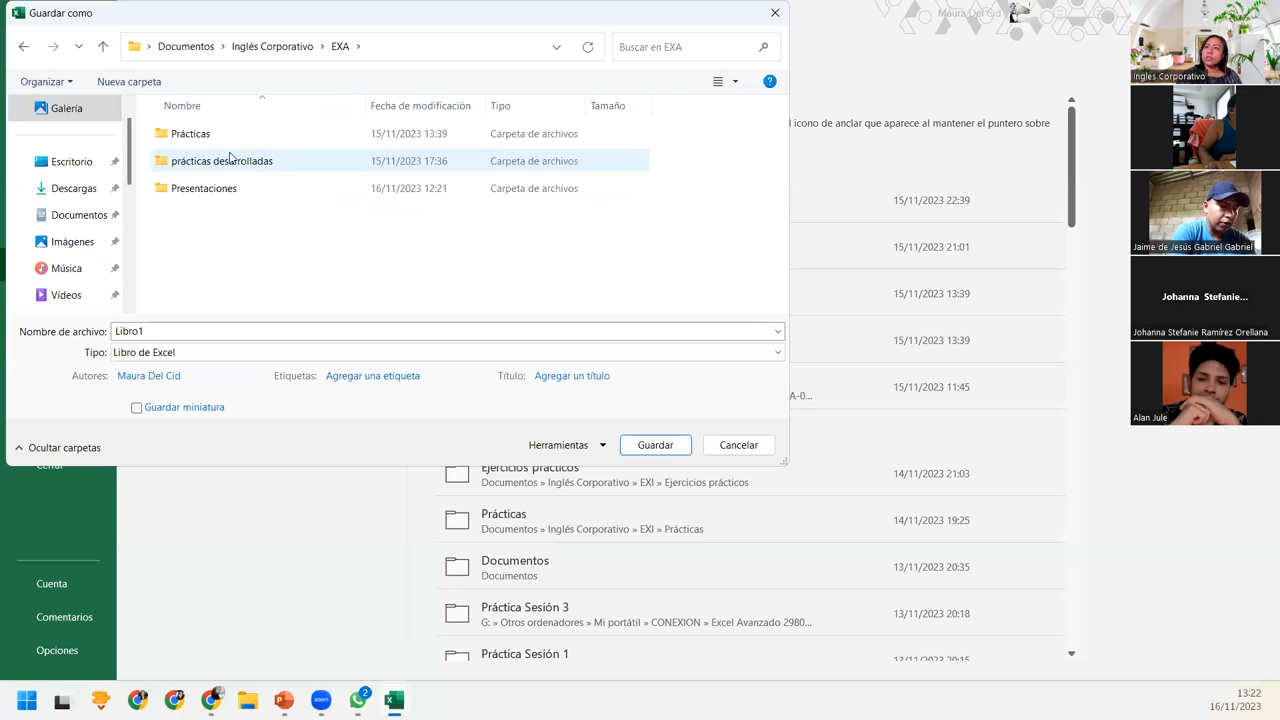 Guardar como
Maura Del Cid
Documentos
Inglés Corporativo
EXA
Buscar en EXA
Organizar
Nueva carpeta
Galería
Escritorio
Descargas
Documentos
Imágenes
Música
Vídeos
Nombre
Fecha de modificación
Tipo
Tamaño
Prácticas
15/11/2023 13:39
Carpeta de archivos
prácticas desarrolladas
15/11/2023 17:36
Carpeta de archivos
Presentaciones
16/11/2023 12:21
Carpeta de archivos
Nombre de archivo:
Libro1
Tipo:
Libro de Excel
Autores:
Maura Del Cid
Etiquetas:
Agregar una etiqueta
Título:
Agregar un título
Guardar miniatura
Ocultar carpetas
Herramientas
Guardar
Cancelar
l icono de anclar que aparece al mantener el puntero sobre
15/11/2023 22:39
15/11/2023 21:01
15/11/2023 13:39
15/11/2023 13:39
15/11/2023 11:45
A-0...
Cerrar
Cuenta
Comentarios
Opciones
Ejercicios prácticos
Documentos » Inglés Corporativo » EXI » Ejercicios prácticos
14/11/2023 21:03
Prácticas
Documentos » Inglés Corporativo » EXI » Prácticas
14/11/2023 19:25
Documentos
Documentos
13/11/2023 20:35
Práctica Sesión 3
G: » Otros ordenadores » Mi portátil » CONEXION » Excel Avanzado 2980...
13/11/2023 20:18
Práctica Sesión 1
13/11/2023 20:15
Ingles Corporativo
Jaime de Jesús Gabriel Gabriel
Johanna Stefanie...
Johanna Stefanie Ramírez Orellana
Alan Jule
2
13:22
16/11/2023